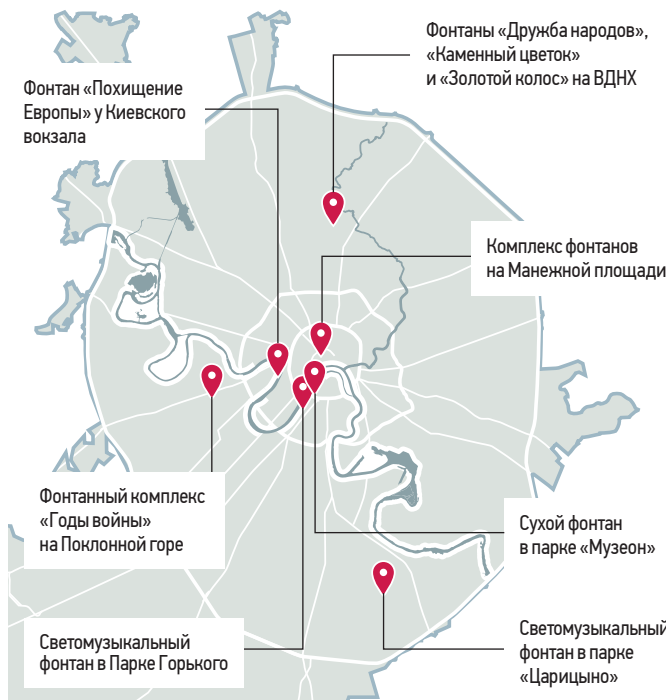 Фонтаны «Дружба народов»,
«Каменный цветок»
и «Золотой колос» на ВДНХ
Фонтан «Похищение
Европы» у Киевского
вокзала
Комплекс фонтанов
на Манежной площади
Фонтанный комплекс
«Годы войны»
на Поклонной горе
Сухой фонтан
в парке «Музеон»
Светомузыкальный
фонтан в Парке Горького
Светомузыкальный
фонтан в парке
«Царицыно»